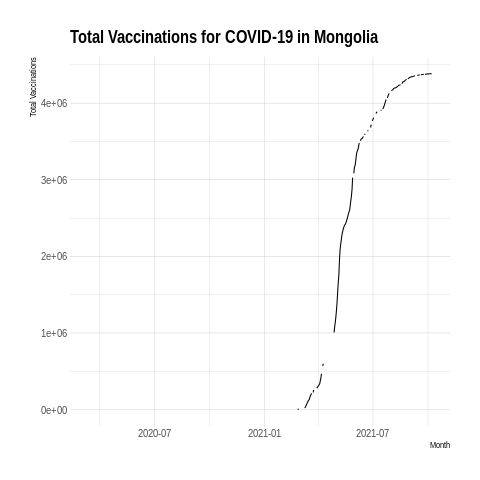 Total Vaccinations for COVID-19 in Mongolia
Total Vaccinations
4e+06
3e+06
2e+06
1e+06
0e+00
2020-07 2021-01 2021-07
Month